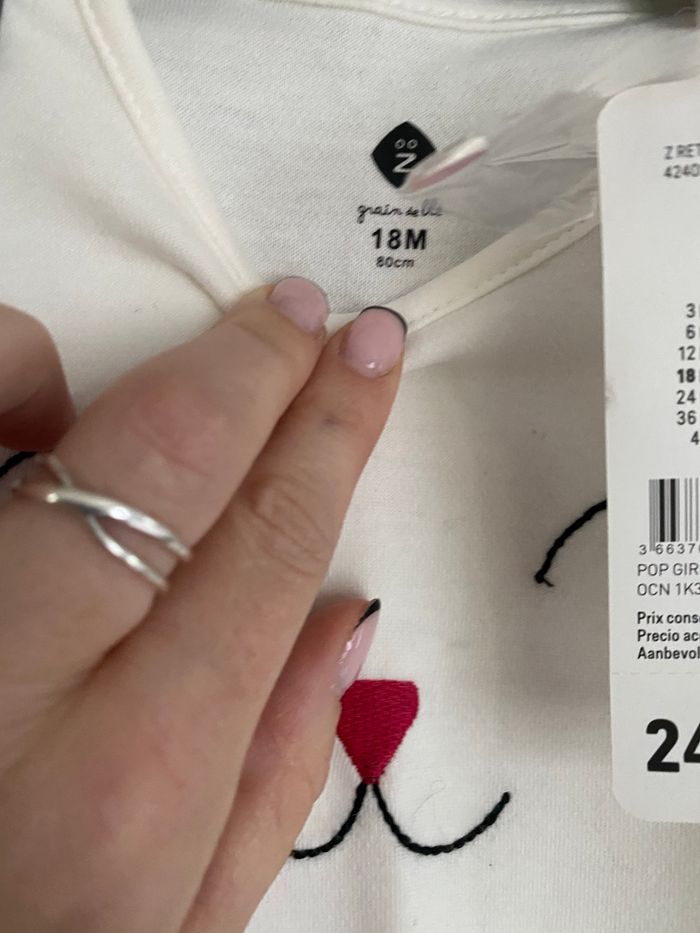 Z
grain de blé
18M
80cm
Z RET
4240
3
6
12
18
24
36
4
3 6637
POP GIR
OCN 1K3
Prix cons
Precio ac
Aanbevol
24